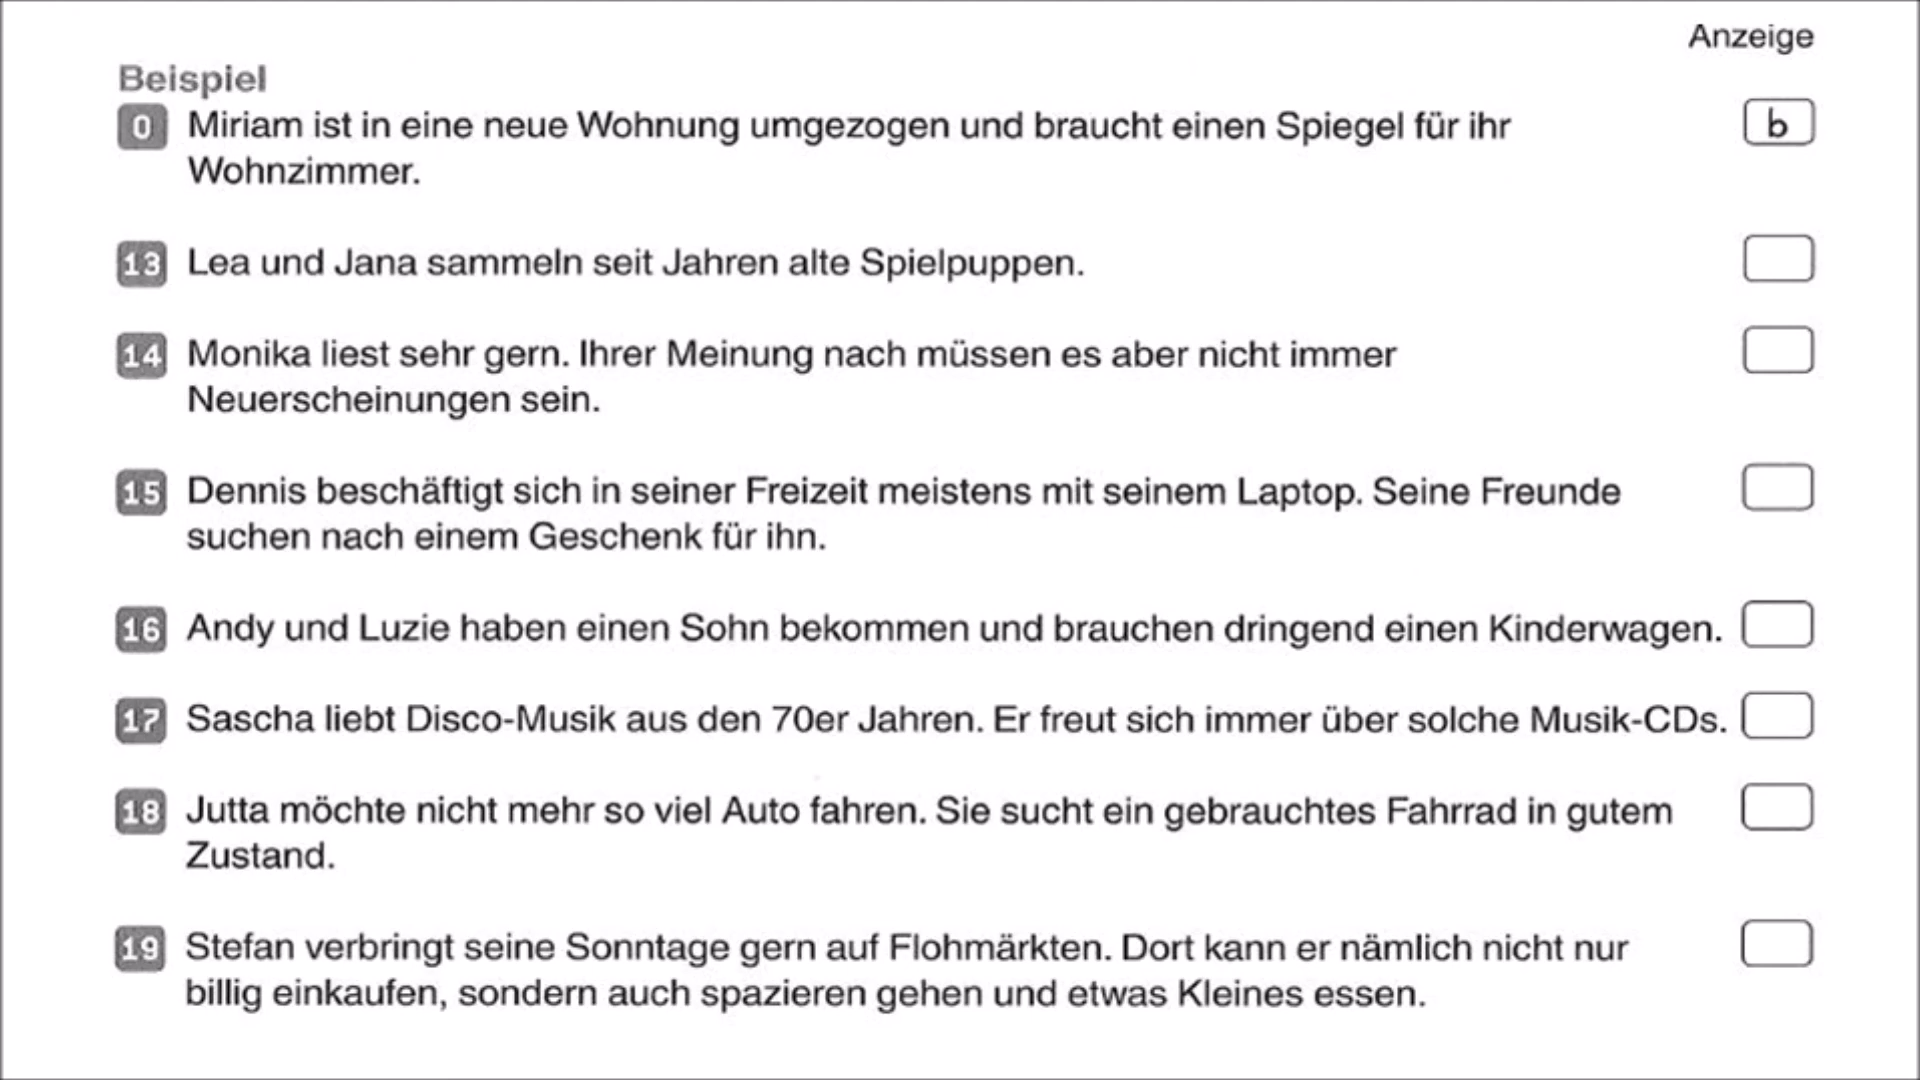 Anzeige
Beispiel
0 Miriam ist in eine neue Wohnung umgezogen und braucht einen Spiegel für ihr b
Wohnzimmer.
13 Lea und Jana sammeln seit Jahren alte Spielpuppen.
14 Monika liest sehr gern. Ihrer Meinung nach müssen es aber nicht immer
Neuerscheinungen sein.
15 Dennis beschäftigt sich in seiner Freizeit meistens mit seinem Laptop. Seine Freunde
suchen nach einem Geschenk für ihn.
16 Andy und Luzie haben einen Sohn bekommen und brauchen dringend einen Kinderwagen.
17 Sascha liebt Disco-Musik aus den 70er Jahren. Er freut sich immer über solche Musik-CDs.
18 Jutta möchte nicht mehr so viel Auto fahren. Sie sucht ein gebrauchtes Fahrrad in gutem
Zustand.
19 Stefan verbringt seine Sonntage gern auf Flohmärkten. Dort kann er nämlich nicht nur
billig einkaufen, sondern auch spazieren gehen und etwas Kleines essen.